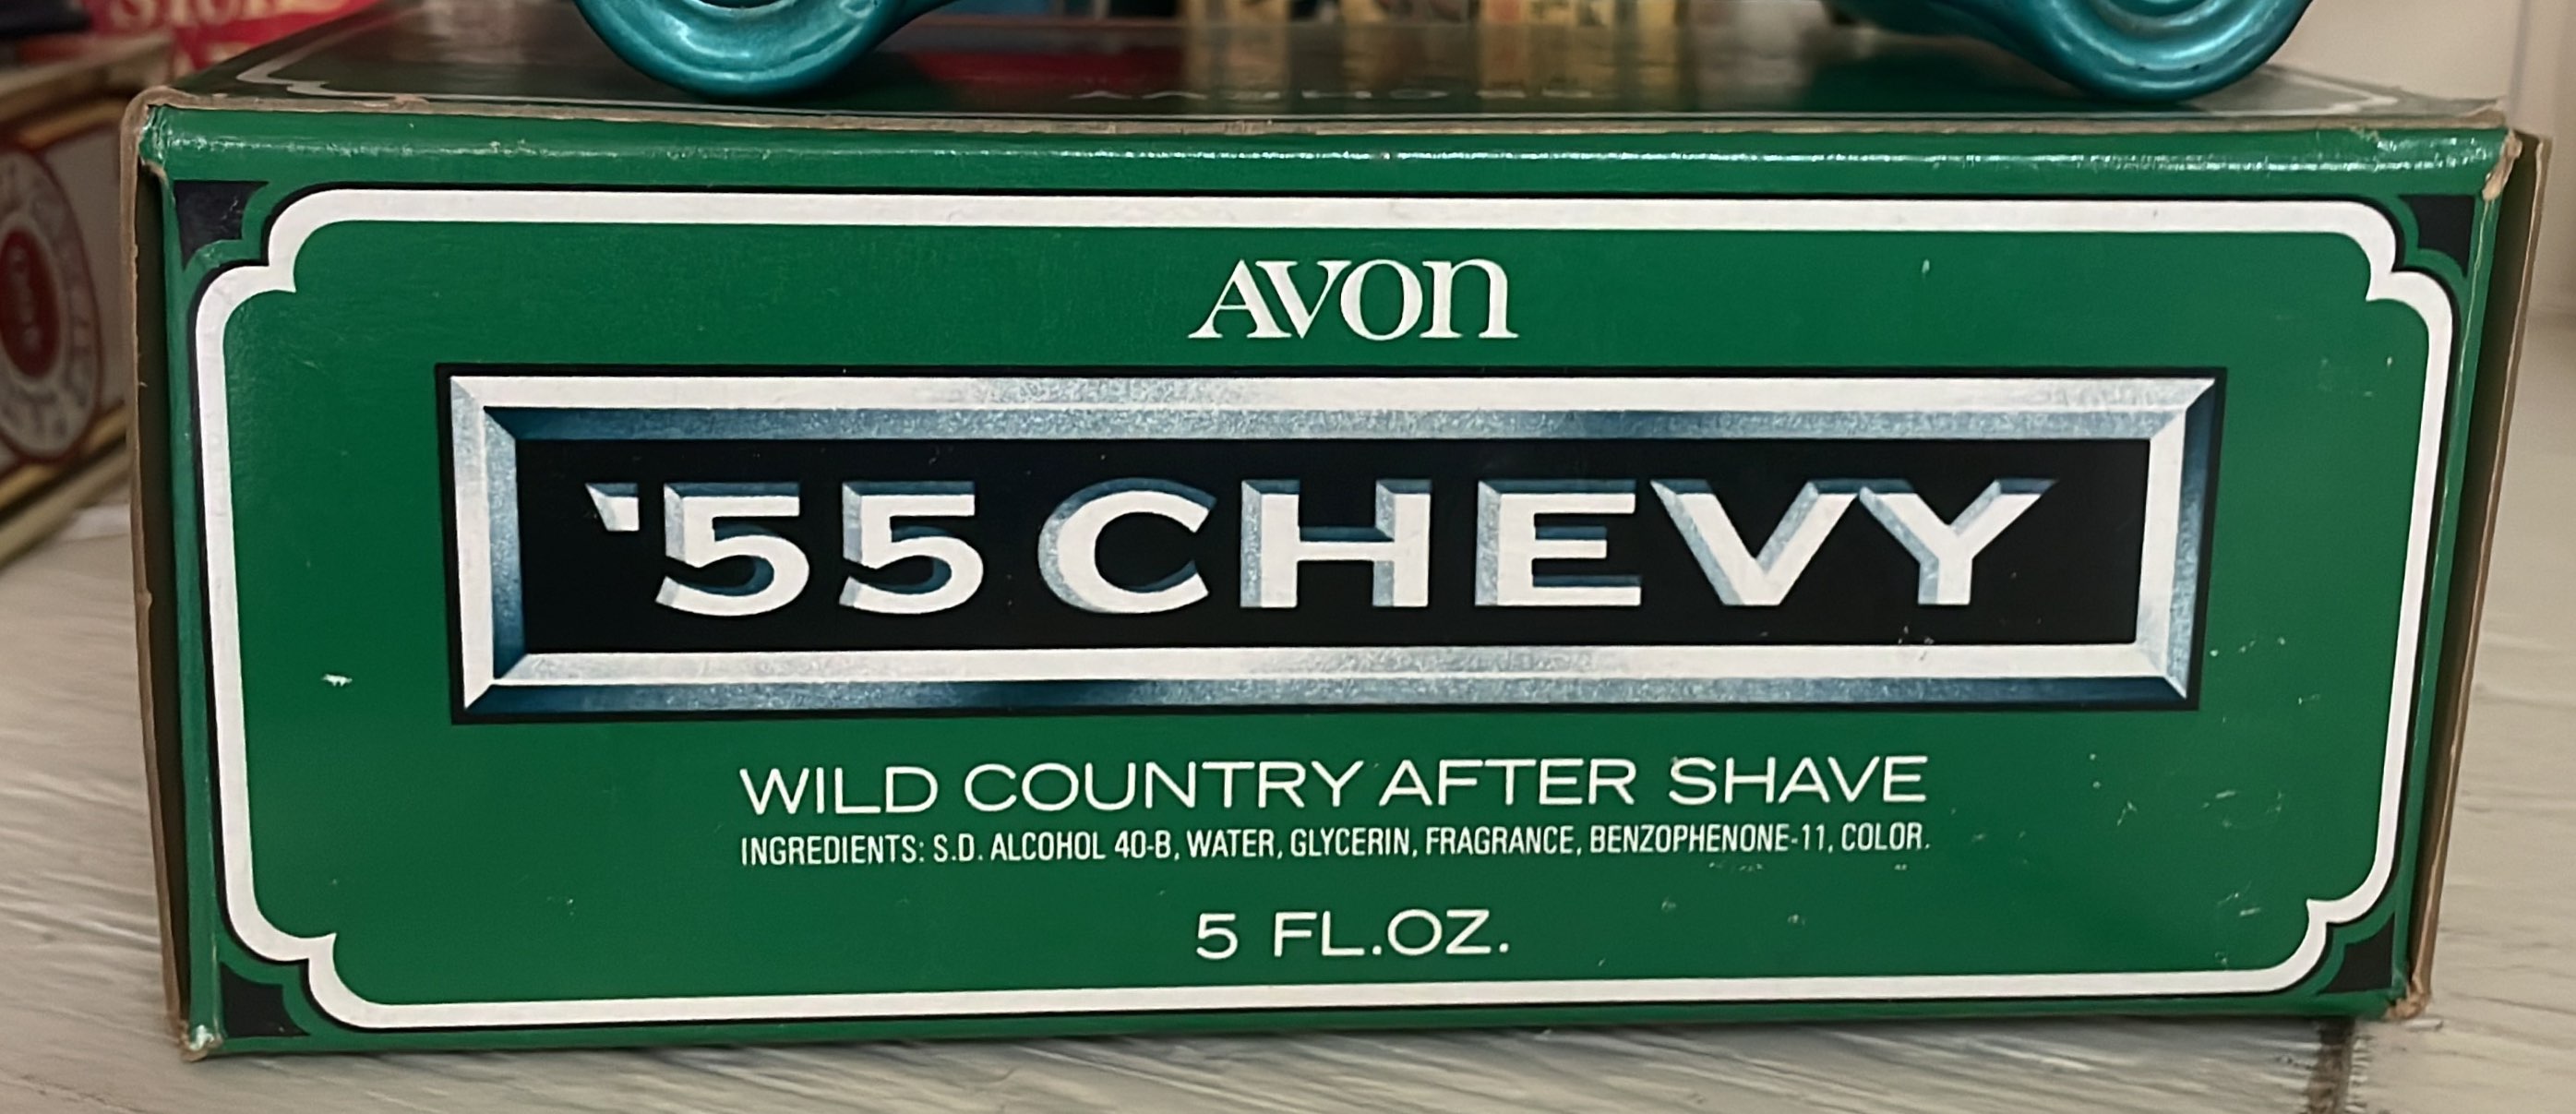 AVON
'55 CHEVY
WILD COUNTRY AFTER SHAVE
INGREDIENTS: S.D. ALCOHOL 40-B, WATER, GLYCERIN, FRAGRANCE, BENZOPHENONE-11, COLOR.
5 FL.OZ.